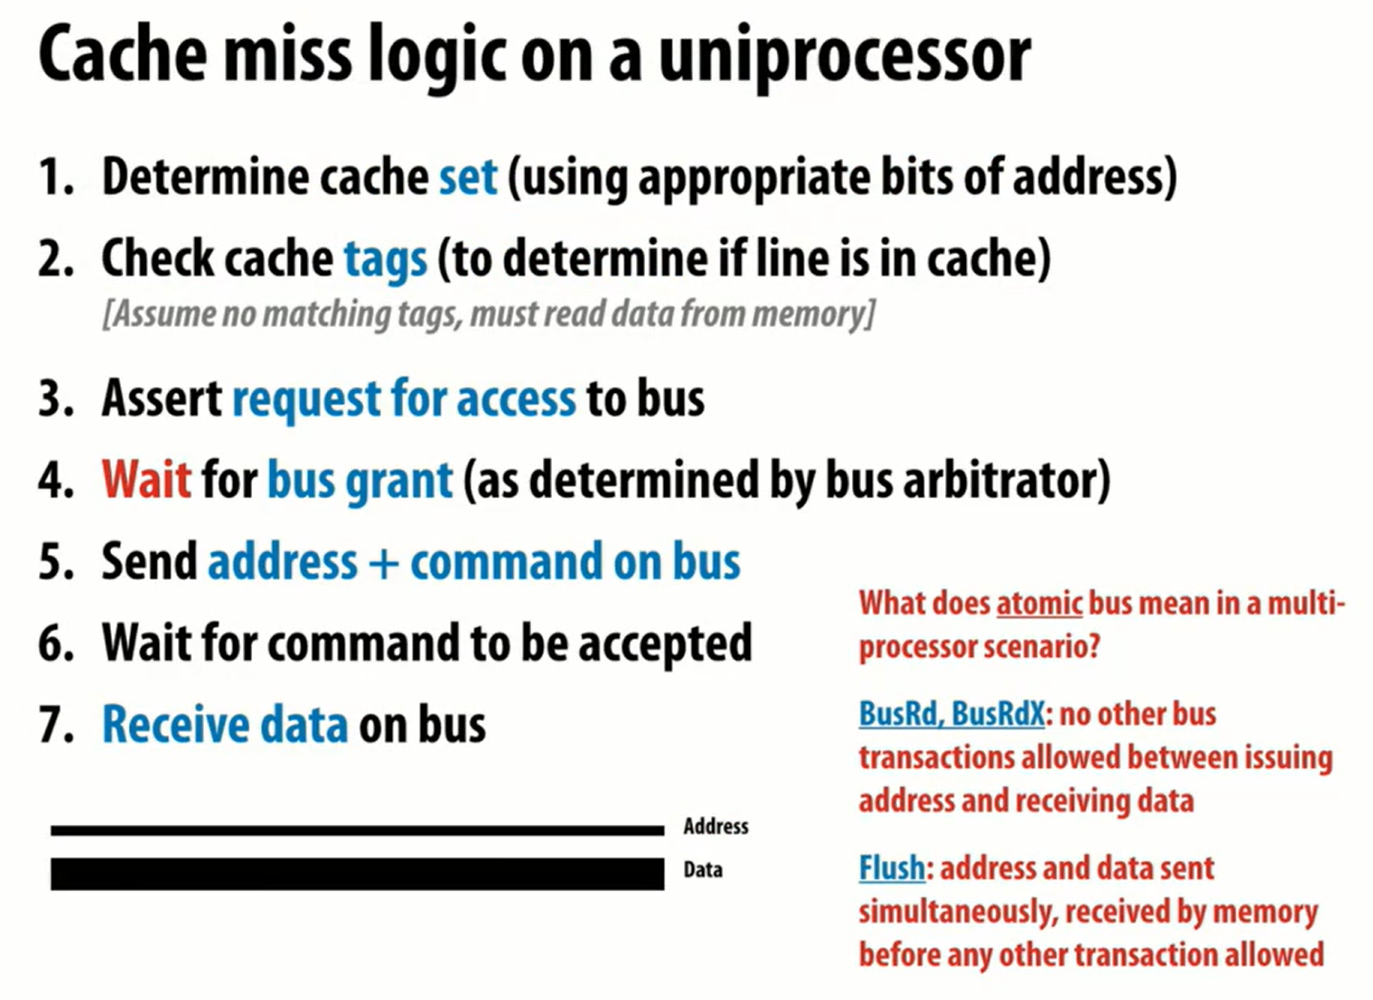 Cache miss logic on a uniprocessor
1. Determine cache set (using appropriate bits of address)
2. Check cache tags (to determine if line is in cache)
[Assume no matching tags, must read data from memory]
3. Assert request for access to bus
4. Wait for bus grant (as determined by bus arbitrator)
5. Send address + command on bus
6. Wait for command to be accepted
7. Receive data on bus
Address
Data
What does atomic bus mean in a multi-
processor scenario?
BusRd, BusRdX: no other bus
transactions allowed between issuing
address and receiving data
Flush: address and data sent
simultaneously, received by memory
before any other transaction allowed